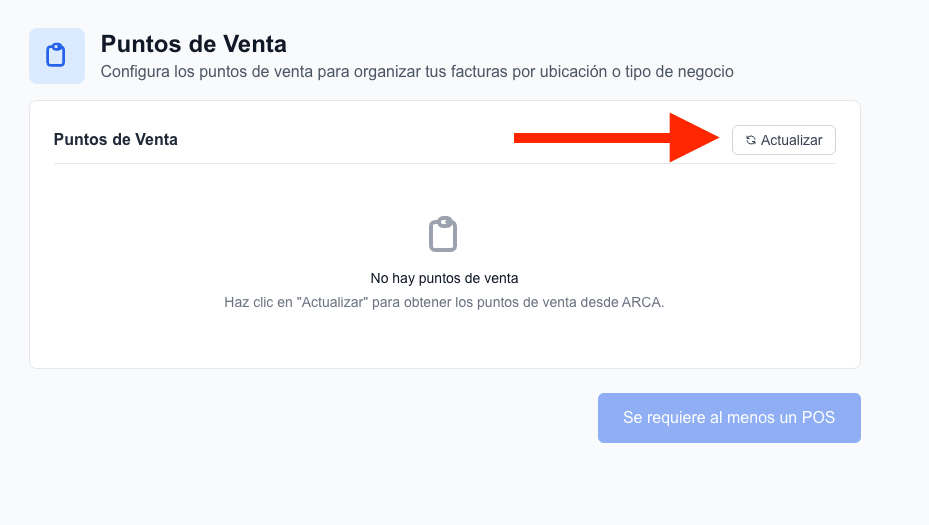 Puntos de Venta
Configura los puntos de venta para organizar tus facturas por ubicación o tipo de negocio
Puntos de Venta
Actualizar
No hay puntos de venta
Haz clic en "Actualizar" para obtener los puntos de venta desde ARCA.
Se requiere al menos un POS